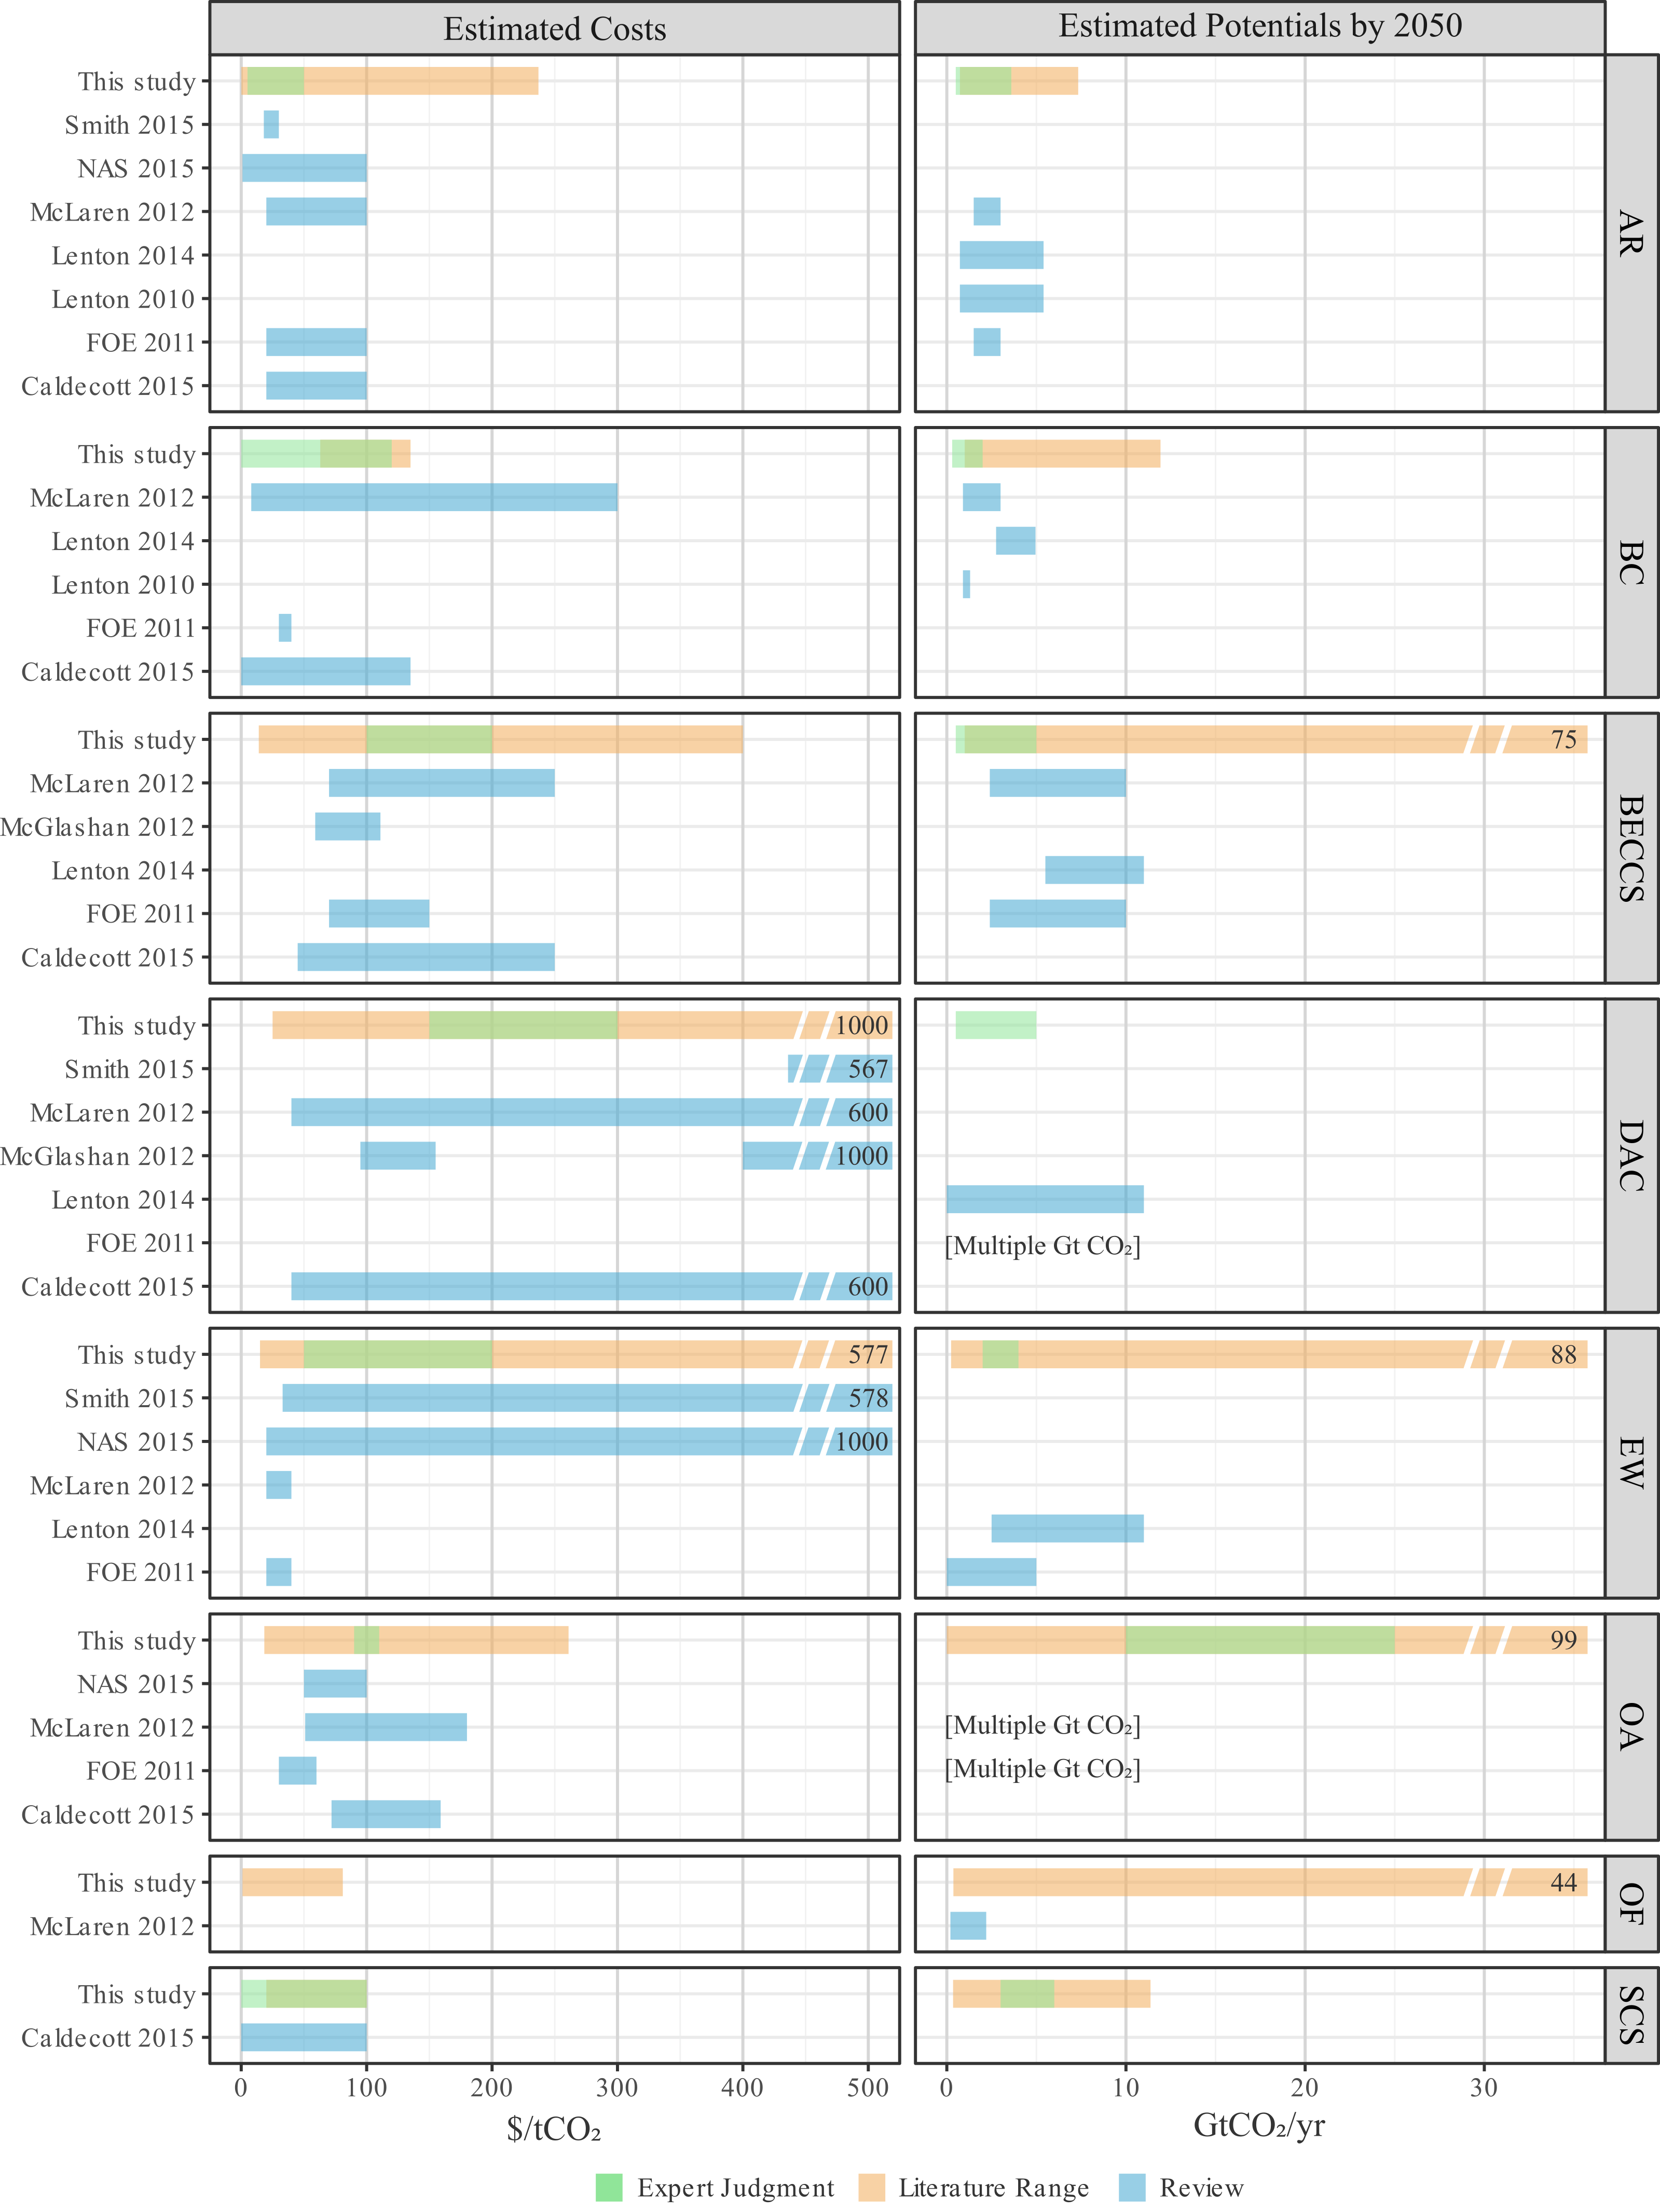 Estimated Costs
Estimated Potentials by 2050
This study
Smith 2015
NAS 2015
McLaren 2012
Lenton 2014
Lenton 2010
FOE 2011
Caldecott 2015
AR
This study
McLaren 2012
Lenton 2014
Lenton 2010
FOE 2011
Caldecott 2015
BC
This study 75
McLaren 2012
McGlashan 2012
Lenton 2014
FOE 2011
Caldecott 2015
BECCS
This study 1000
Smith 2015 567
McLaren 2012 600
McGlashan 2012 1000
Lenton 2014
FOE 2011 [Multiple Gt CO₂]
Caldecott 2015 600
DAC
This study 577 88
Smith 2015 578
NAS 2015 1000
McLaren 2012
Lenton 2014
FOE 2011
EW
This study 99
NAS 2015
McLaren 2012 [Multiple Gt CO₂]
FOE 2011 [Multiple Gt CO₂]
Caldecott 2015
OA
This study 44
McLaren 2012
OF
This study
Caldecott 2015
SCS
0 100 200 300 400 500 0 10 20 30
$/tCO₂ GtCO₂/yr
Expert Judgment Literature Range Review